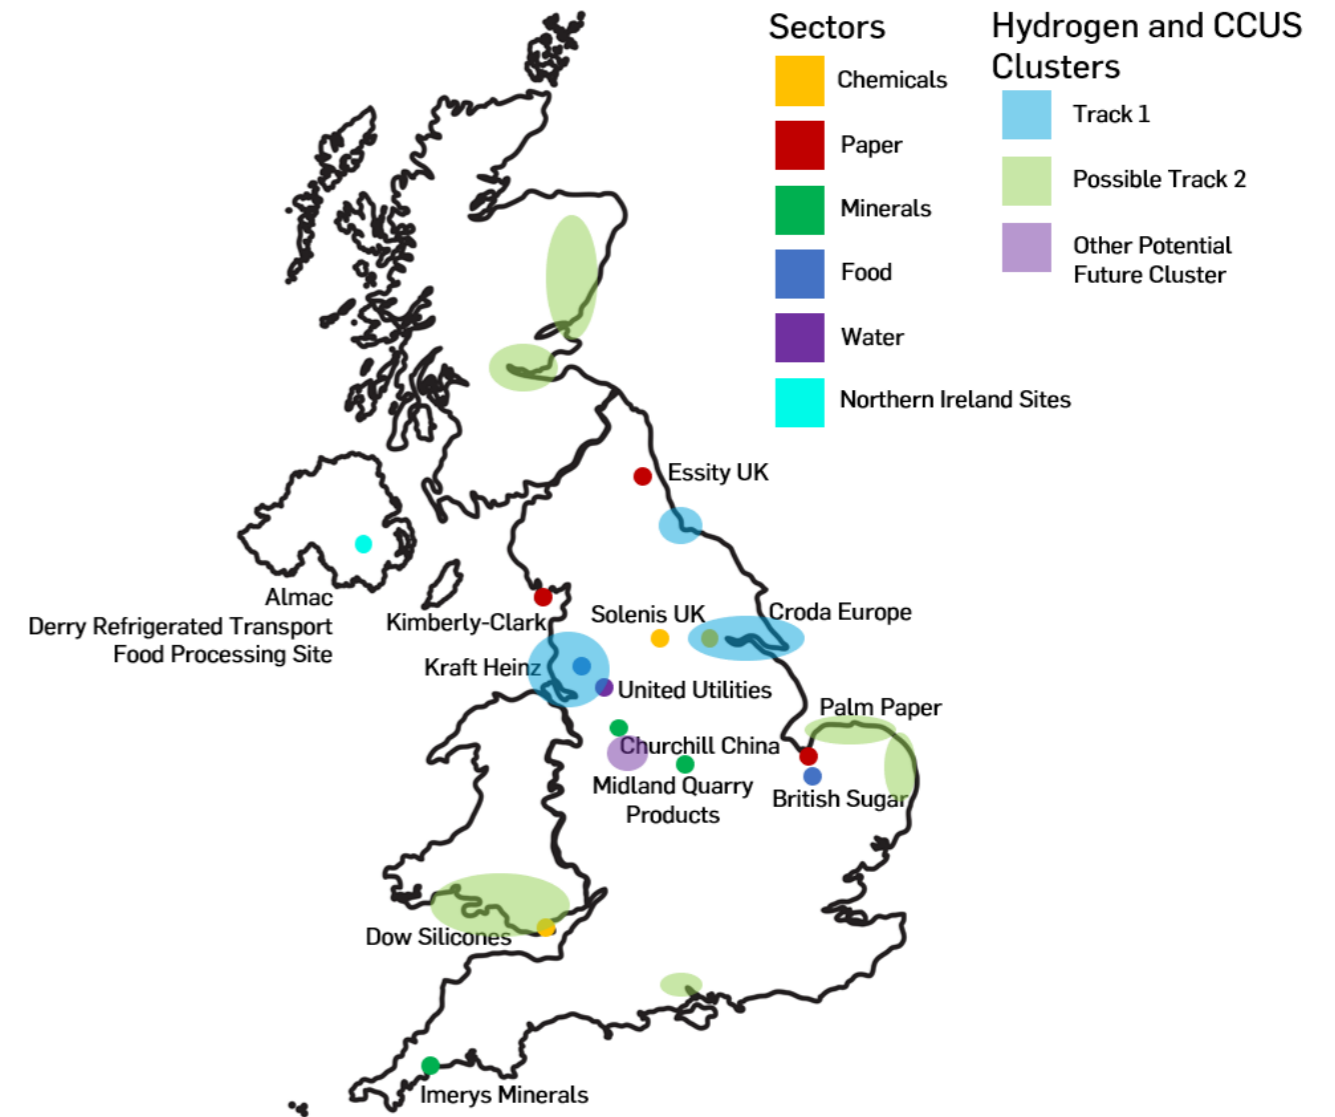 Sectors
Chemicals
Paper
Minerals
Food
Water
Northern Ireland Sites
Hydrogen and CCUS
Clusters
Track 1
Possible Track 2
Other Potential
Future Cluster
Essity UK
Almac
Derry Refrigerated Transport
Food Processing Site
Kimberly-Clark
Solenis UK
Croda Europe
Kraft Heinz
United Utilities
Palm Paper
Churchill China
Midland Quarry
Products
British Sugar
Dow Silicones
Imerys Minerals